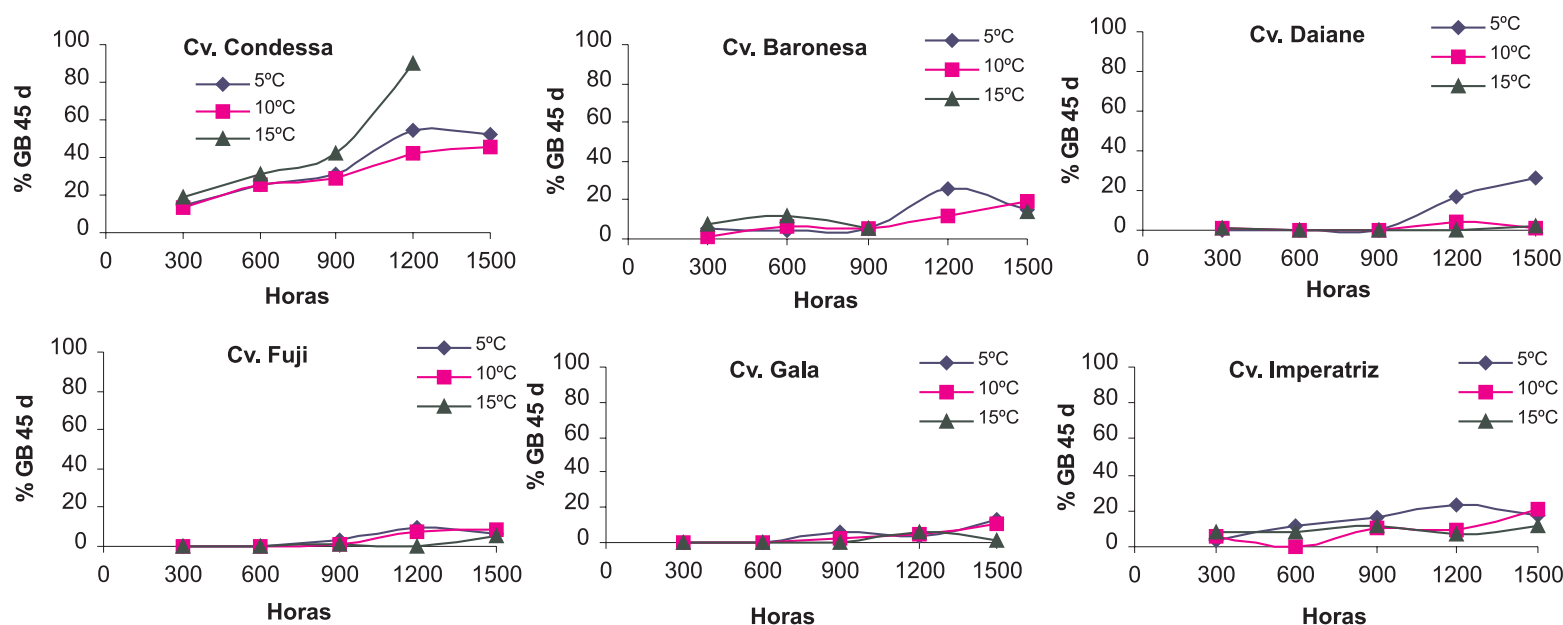 Cv. Condessa
5ºC
10ºC
15ºC
% GB 45 d
100
80
60
40
20
0
0 300 600 900 1200 1500
Horas
Cv. Baronesa
5ºC
10ºC
15ºC
% GB 45 d
100
80
60
40
20
0
0 300 600 900 1200 1500
Horas
Cv. Daiane
5ºC
10ºC
15ºC
% GB 45 d
100
80
60
40
20
0
0 300 600 900 1200 1500
Horas
Cv. Fuji
5ºC
10ºC
15ºC
% GB 45 d
100
80
60
40
20
0
0 300 600 900 1200 1500
Horas
Cv. Gala
5ºC
10ºC
15ºC
% GB 45 d
100
80
60
40
20
0
0 300 600 900 1200 1500
Horas
Cv. Imperatriz
5ºC
10ºC
15ºC
% GB 45 d
100
80
60
40
20
0
0 300 600 900 1200 1500
Horas